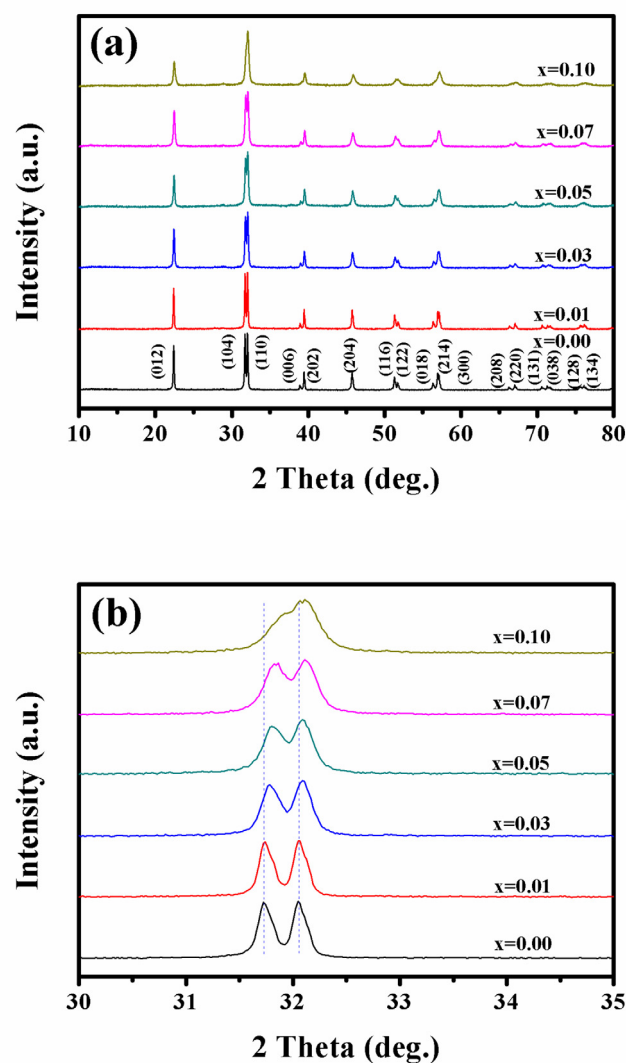 (a)
Intensity (a.u.)
x=0.10
x=0.07
x=0.05
x=0.03
x=0.01
x=0.00
(012)
(104)
(110)
(006)
(202)
(204)
(116)
(122)
(018)
(214)
(300)
(208)
(220)
(131)
(038)
(128)
(134)
10 20 30 40 50 60 70 80
2 Theta (deg.)
(b)
Intensity (a.u.)
x=0.10
x=0.07
x=0.05
x=0.03
x=0.01
x=0.00
30 31 32 33 34 35
2 Theta (deg.)